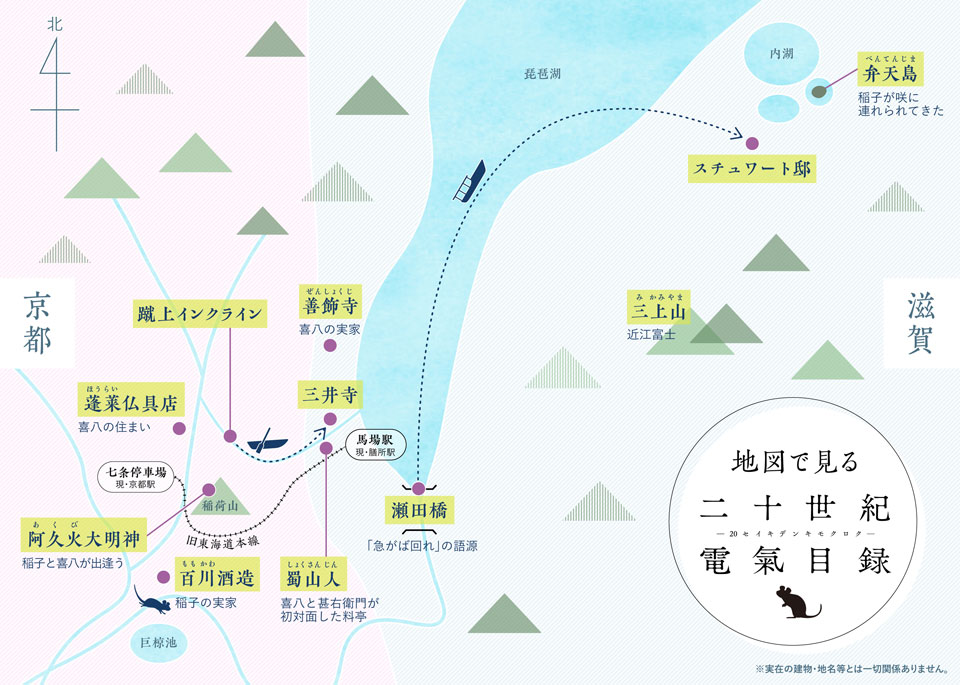 北
琵琶湖
内湖
べんてんじま
弁天島
稲子が咲に
連れられてきた
スチュワート邸
京都
滋賀
蹴上インクライン
ぜんしょくじ
善飾寺
喜八の実家
み かみやま
三上山
近江富士
ほうらい
蓬莱仏具店
喜八の住まい
三井寺
馬場駅
現・膳所駅
七条停車場
現・京都駅
稲荷山
瀬田橋
「急がば回れ」の語源
旧東海道本線
あ く び
阿久火大明神
稲子と喜八が出逢う
ももかわ
百川酒造
稲子の実家
しょくさんじん
蜀山人
喜八と甚右衛門が
初対面した料亭
巨椋池
地図で見る
二十世紀
―20セイキデンキモクロク―
電氣目録
※実在の建物・地名等とは一切関係ありません。